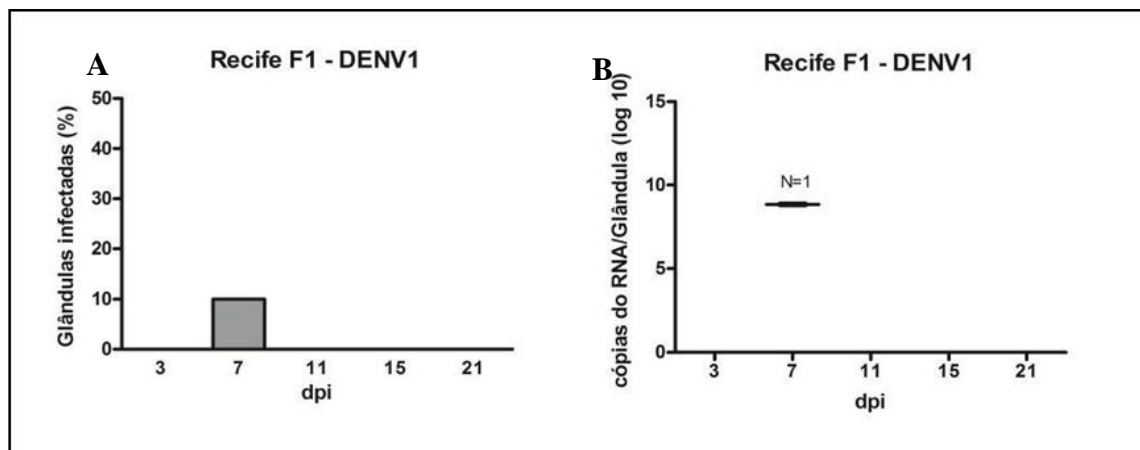 A
Recife F1 - DENV1
Glândulas infectadas (%)
50
40
30
20
10
0
3 7 11 15 21
dpi
B
Recife F1 - DENV1
cópias do RNA/Glândula (log 10)
15
10
5
0
N=1
3 7 11 15 21
dpi